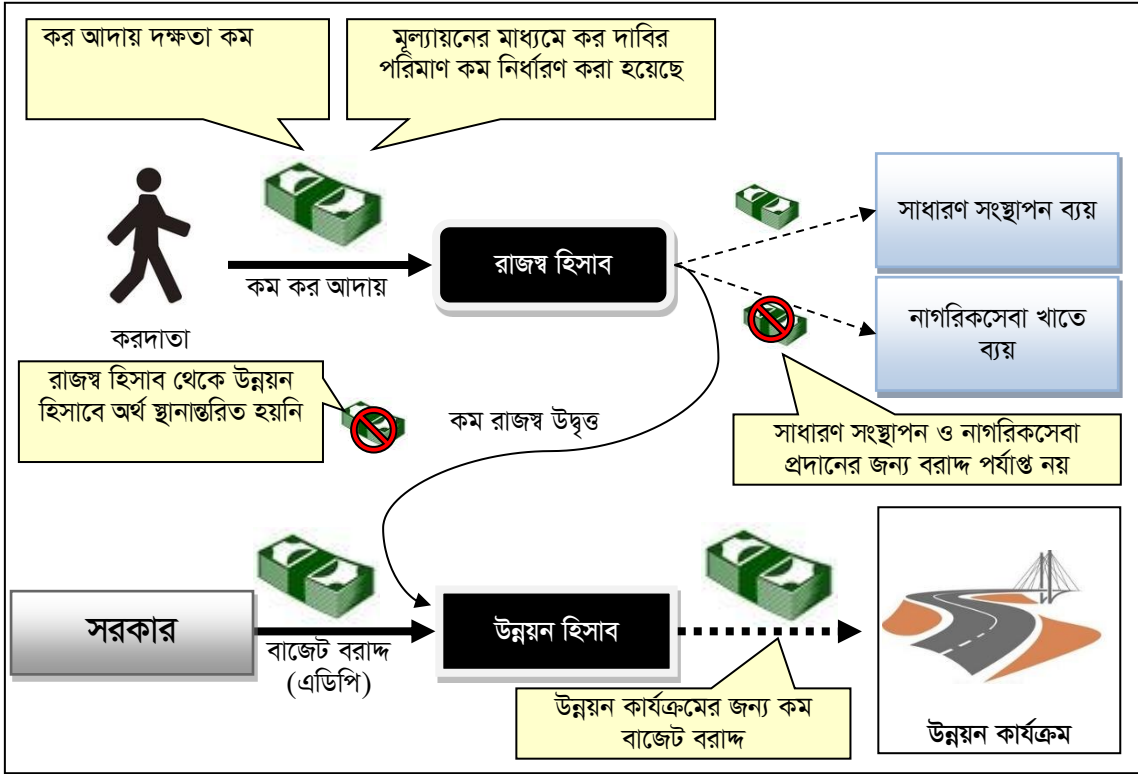 কর আদায় দক্ষতা কম
মূল্যায়নের মাধ্যমে কর দাবির
পরিমাণ কম নির্ধারণ করা হয়েছে
সাধারণ সংস্থাপন ব্যয়
রাজস্ব হিসাব
কম কর আদায়
করদাতা
নাগরিকসেবা খাতে
ব্যয়
রাজস্ব হিসাব থেকে উন্নয়ন
হিসাবে অর্থ স্থানান্তরিত হয়নি
কম রাজস্ব উদ্বৃত্ত
সাধারণ সংস্থাপন ও নাগরিকসেবা
প্রদানের জন্য বরাদ্দ পর্যাপ্ত নয়
সরকার
বাজেট বরাদ্দ
(এডিপি)
উন্নয়ন হিসাব
উন্নয়ন কার্যক্রমের জন্য কম
বাজেট বরাদ্দ
উন্নয়ন কার্যক্রম